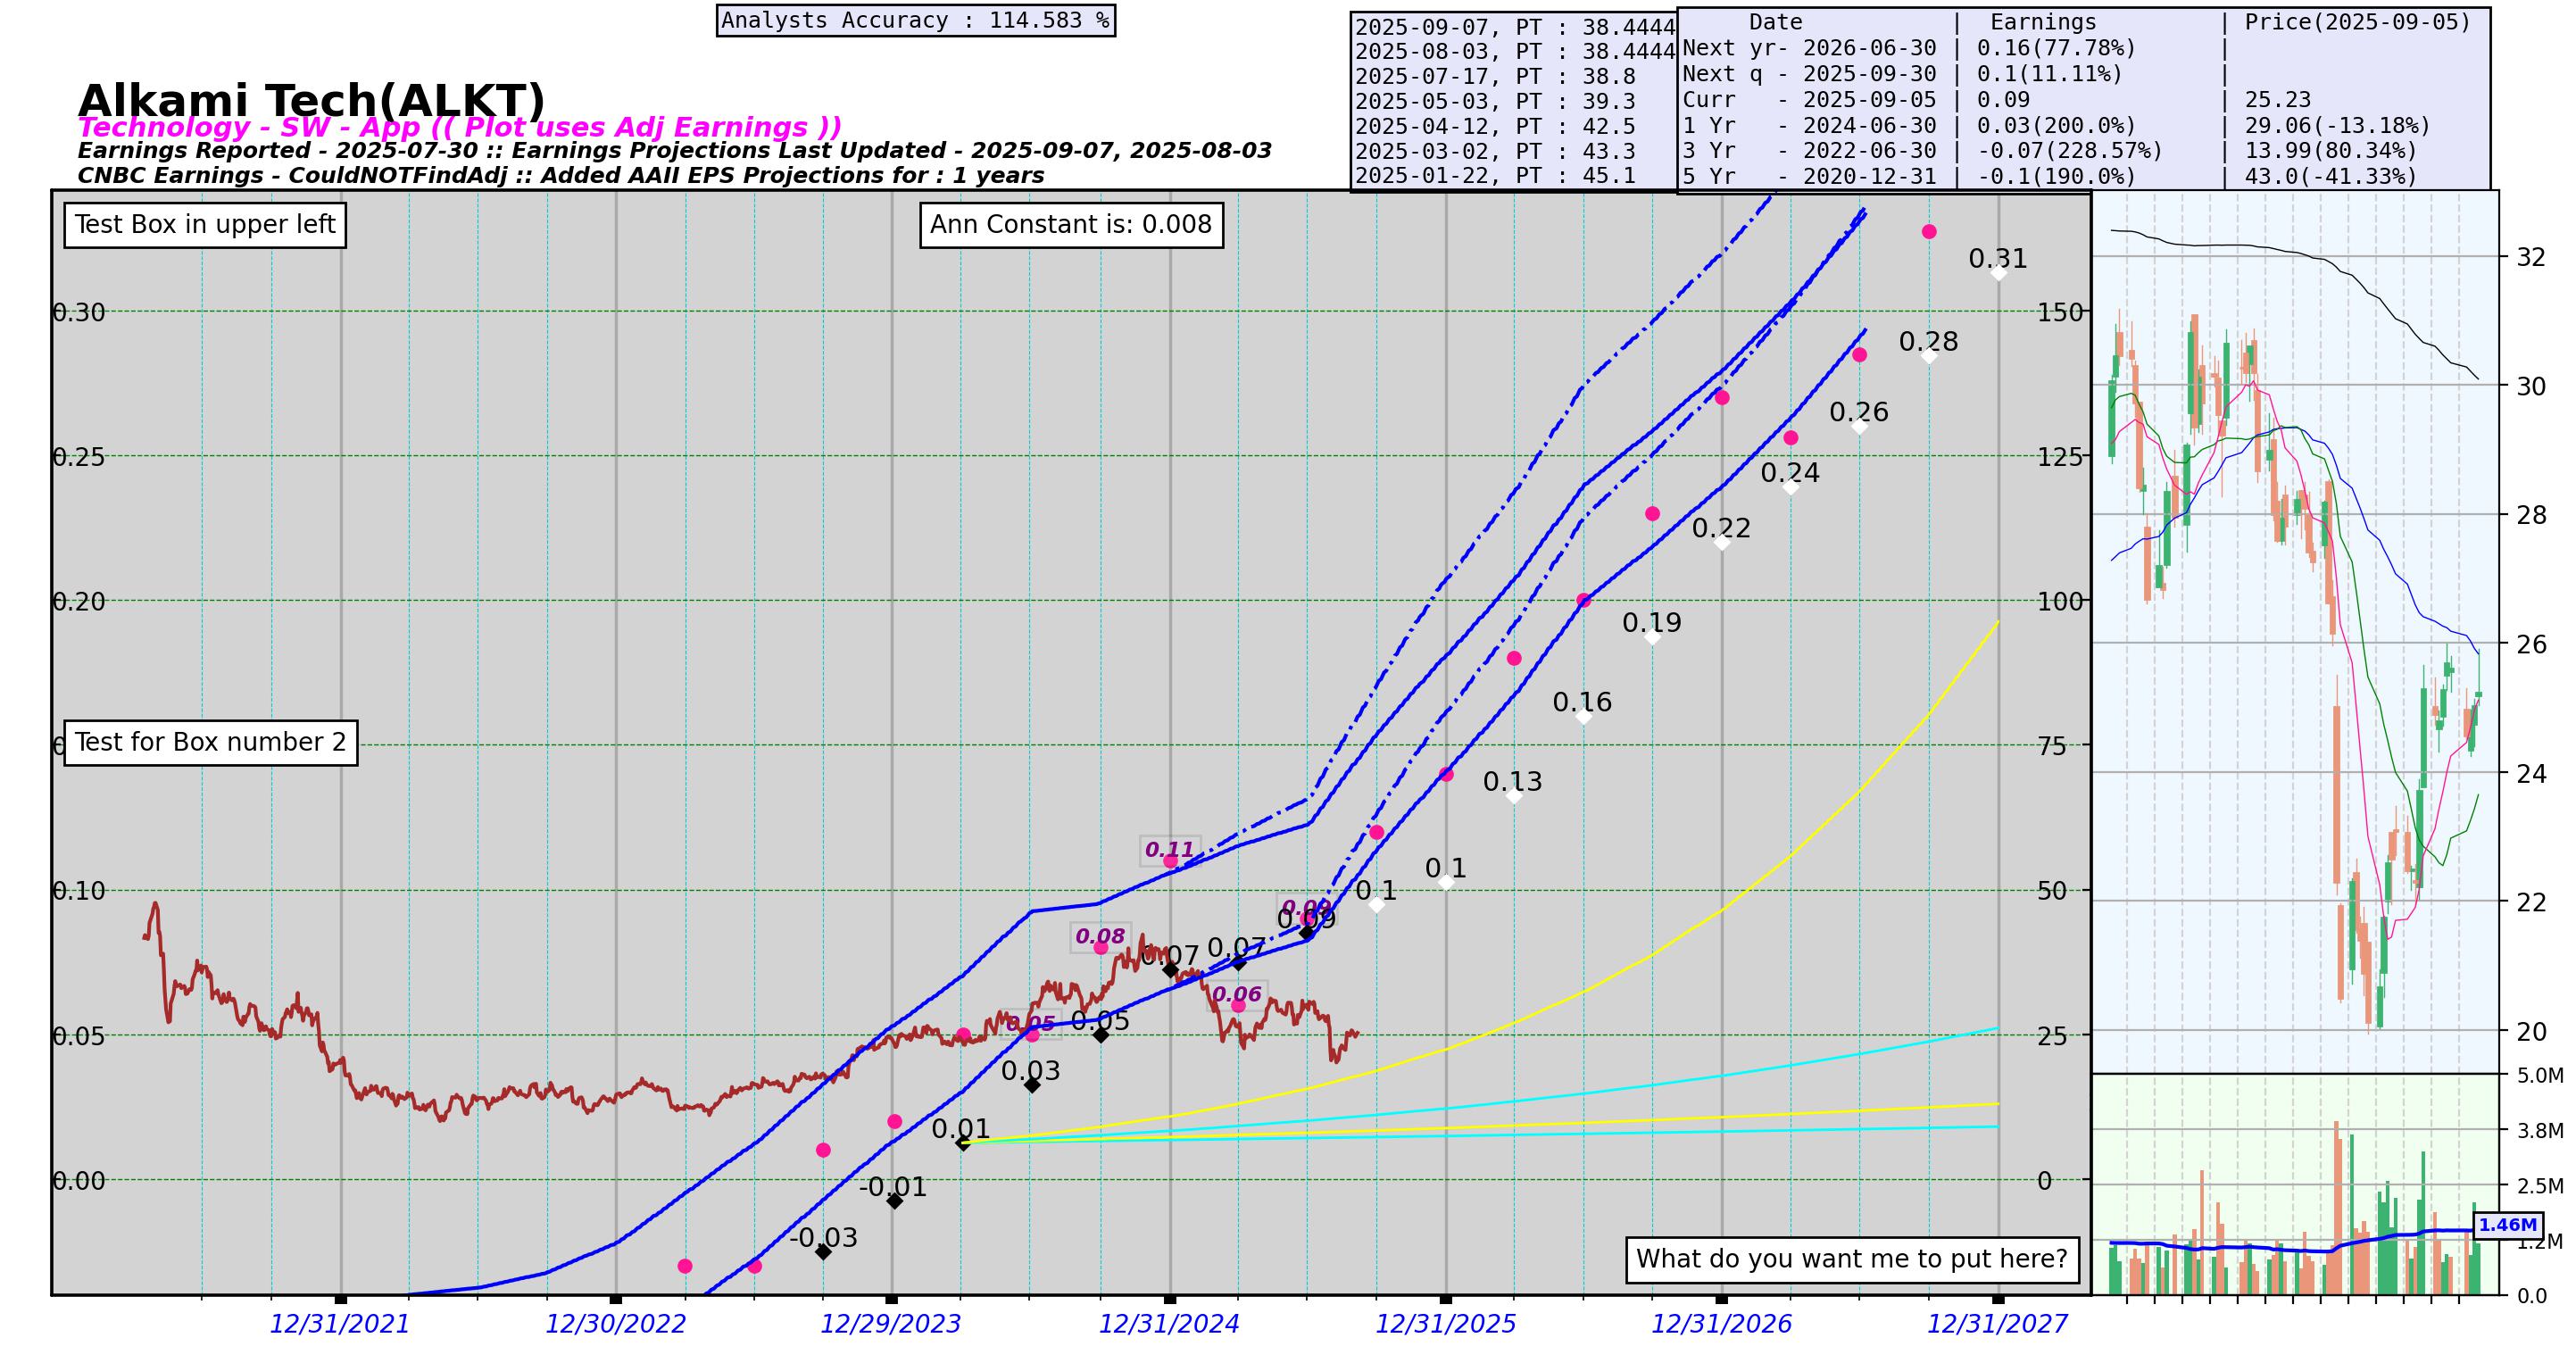 Analysts Accuracy : 114.583 %
2025-09-07, PT : 38.4444
2025-08-03, PT : 38.4444
2025-07-17, PT : 38.8
2025-05-03, PT : 39.3
2025-04-12, PT : 42.5
2025-03-02, PT : 43.3
2025-01-22, PT : 45.1
Date | Earnings | Price(2025-09-05)
Next yr- 2026-06-30 | 0.16(77.78%) |
Next q - 2025-09-30 | 0.1(11.11%) |
Curr - 2025-09-05 | 0.09 | 25.23
1 Yr - 2024-06-30 | 0.03(200.0%) | 29.06(-13.18%)
3 Yr - 2022-06-30 | -0.07(228.57%) | 13.99(80.34%)
5 Yr - 2020-12-31 | -0.1(190.0%) | 43.0(-41.33%)
Alkami Tech(ALKT)
Technology - SW - App (( Plot uses Adj Earnings ))
Earnings Reported - 2025-07-30 :: Earnings Projections Last Updated - 2025-09-07, 2025-08-03
CNBC Earnings - CouldNOTFindAdj :: Added AAII EPS Projections for : 1 years
Test Box in upper left
Ann Constant is: 0.008
0.31
32
0.30
150
0.28
30
0.26
0.25
125
0.24
28
0.22
0.20
100
0.19
26
0.16
Test for Box number 2
75
24
0.13
0.11
0.1
0.10
0.1
50
22
0.09
0.09
0.08
0.07
0.07
0.06
0.05
0.05
0.05
25
20
0.03
5.0M
0.01
3.8M
0.00
0
-0.01
2.5M
-0.03
1.46M
1.2M
What do you want me to put here?
0.0
12/31/2021
12/30/2022
12/29/2023
12/31/2024
12/31/2025
12/31/2026
12/31/2027